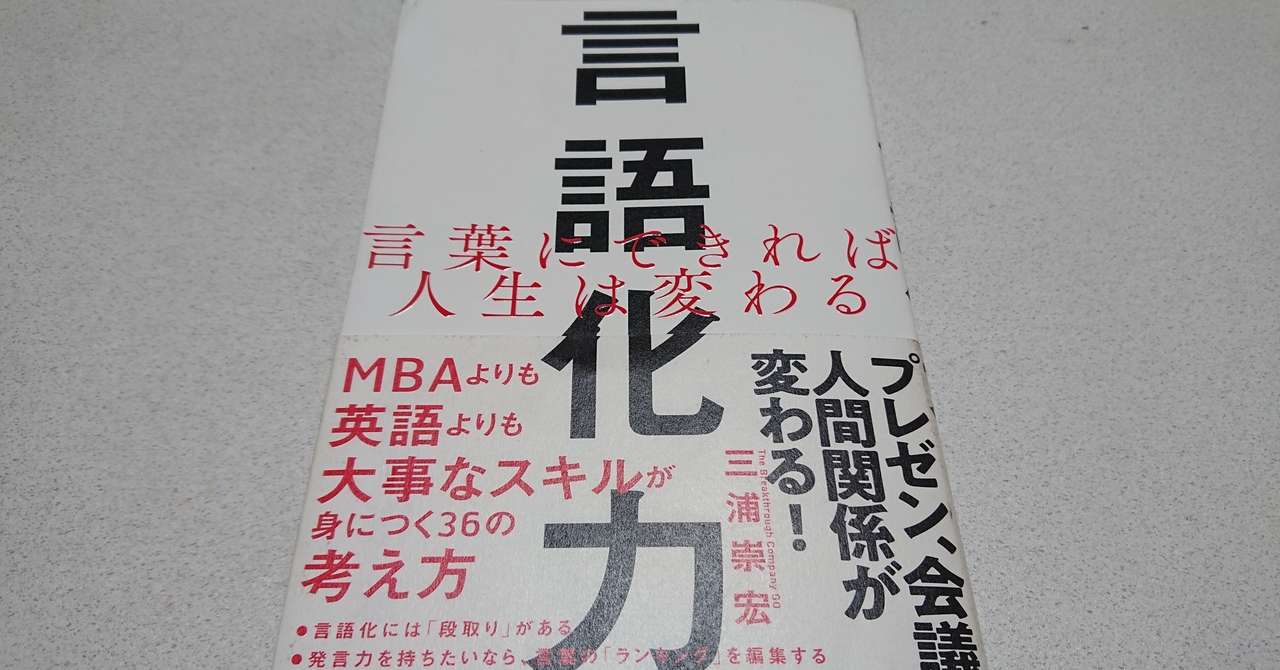 言語化力
言葉にできれば
人生は変わる
プレゼン、会議
人間関係が
変わる!
The Breakthrough Company GO
三浦崇宏
MBAよりも
英語よりも
大事なスキルが
身につく36の
考え方
●言語化には「段取り」がある
●発言力を持ちたいなら、言葉の「ランキング」を編集する